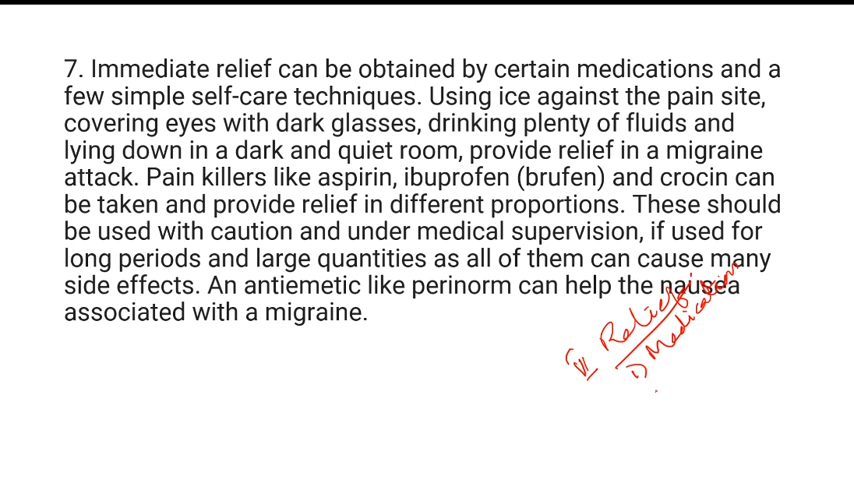 7. Immediate relief can be obtained by certain medications and a
few simple self-care techniques. Using ice against the pain site,
covering eyes with dark glasses, drinking plenty of fluids and
lying down in a dark and quiet room, provide relief in a migraine
attack. Pain killers like aspirin, ibuprofen (brufen) and crocin can
be taken and provide relief in different proportions. These should
be used with caution and under medical supervision, if used for
long periods and large quantities as all of them can cause many
side effects. An antiemetic like perinorm can help the nausea
associated with a migraine.
Relief
1) Medications